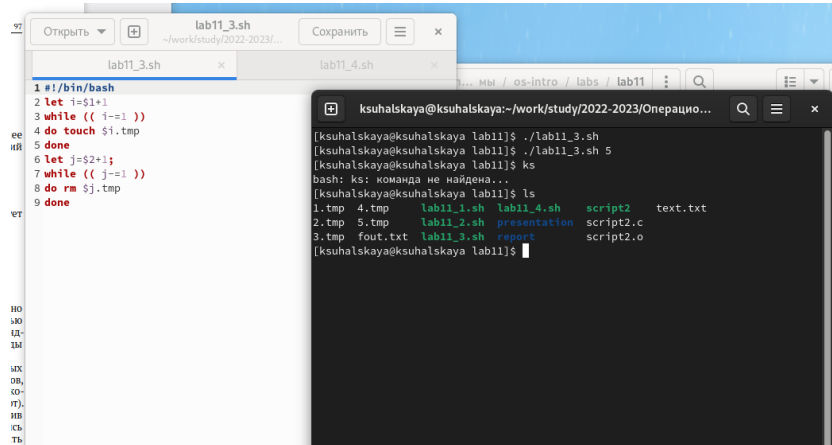 97
Открыть
lab11_3.sh
~/work/study/2022-2023/...
Сохранить
lab11_3.sh
lab11_4.sh
1 #!/bin/bash
2 let i=$1+1
3 while (( i-=1 ))
4 do touch $i.tmp
5 done
6 let j=$2+1;
7 while (( j-=1 ))
8 do rm $j.tmp
9 done
мы / os-intro / labs / lab11
ksuhalskaya@ksuhalskaya:~/work/study/2022-2023/Операцио...
[ksuhalskaya@ksuhalskaya lab11]$ ./lab11_3.sh
[ksuhalskaya@ksuhalskaya lab11]$ ./lab11_3.sh 5
[ksuhalskaya@ksuhalskaya lab11]$ ks
bash: ks: команда не найдена...
[ksuhalskaya@ksuhalskaya lab11]$ ls
1.tmp 4.tmp lab11_1.sh lab11_4.sh script2 text.txt
2.tmp 5.tmp lab11_2.sh presentation script2.c
3.tmp fout.txt lab11_3.sh report script2.o
[ksuhalskaya@ksuhalskaya lab11]$